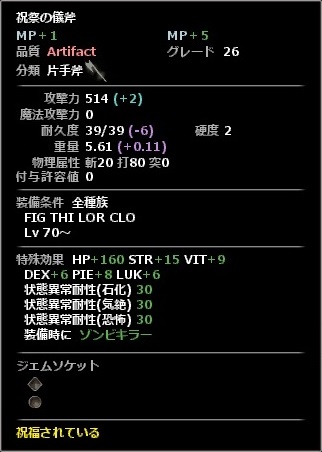 祝祭の儀斧
MP+1 MP+5
品質 Artifact グレード 26
分類 片手斧
攻撃力 514 (+2)
魔法攻撃力 0
耐久度 39/39 (-6) 硬度 2
重量 5.61 (+0.11)
物理属性 斬20 打80 突0
付与許容値 0
装備条件 全種族
FIG THI LOR CLO
Lv 70～
特殊効果 HP+160 STR+15 VIT+9
DEX+6 PIE+8 LUK+6
状態異常耐性(石化) 30
状態異常耐性(気絶) 30
状態異常耐性(恐怖) 30
装備時に ゾンビキラー
ジェムソケット
祝福されている